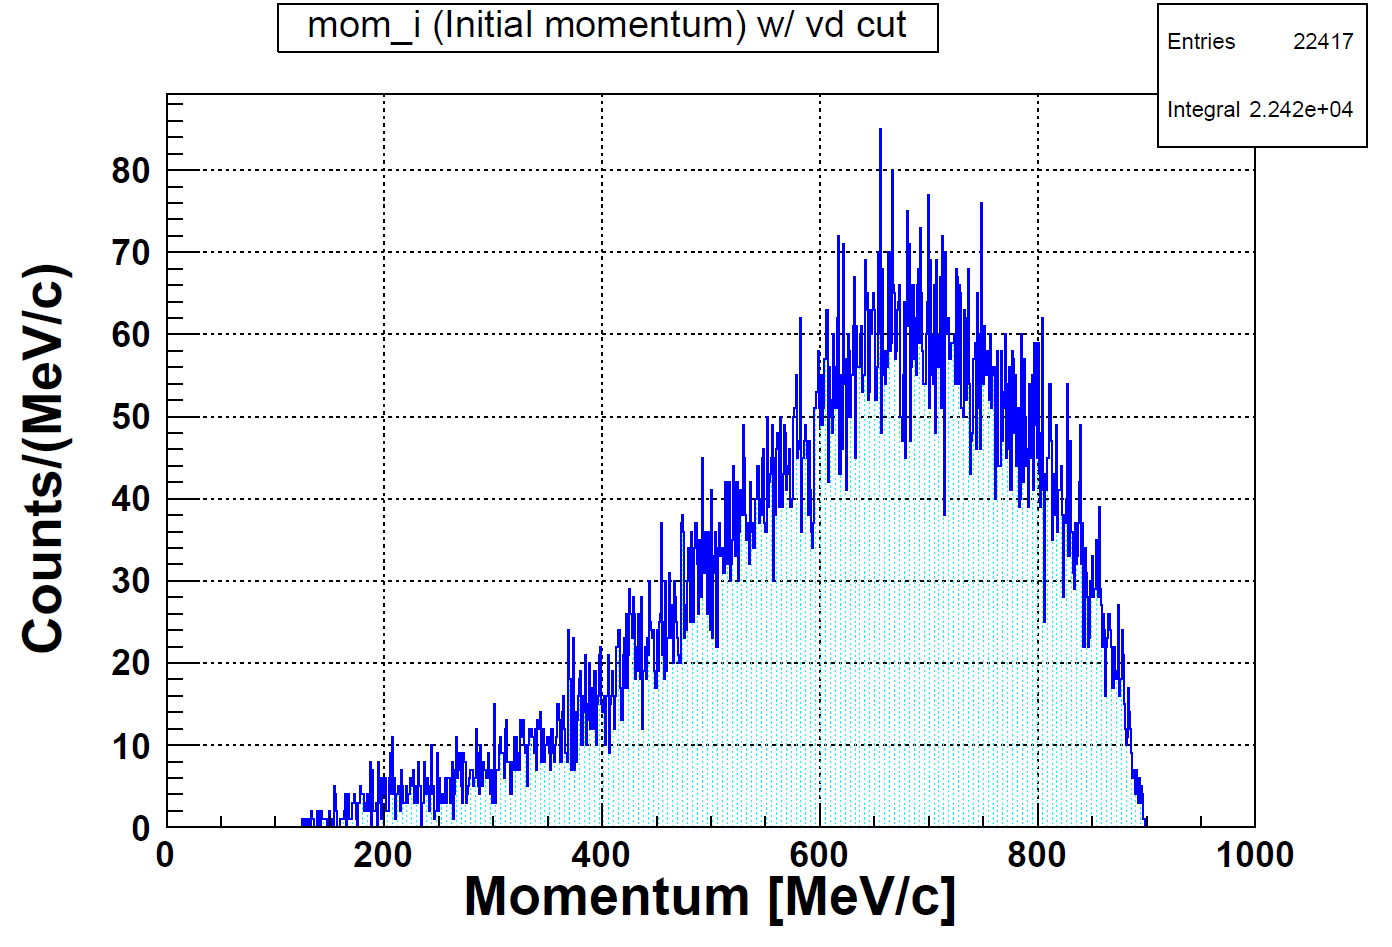 mom_i (Initial momentum) w/ vd cut
Entries 22417
Integral 2.242e+04
Counts/(MeV/c)
80
70
60
50
40
30
20
10
0
0 200 400 600 800 1000
Momentum [MeV/c]